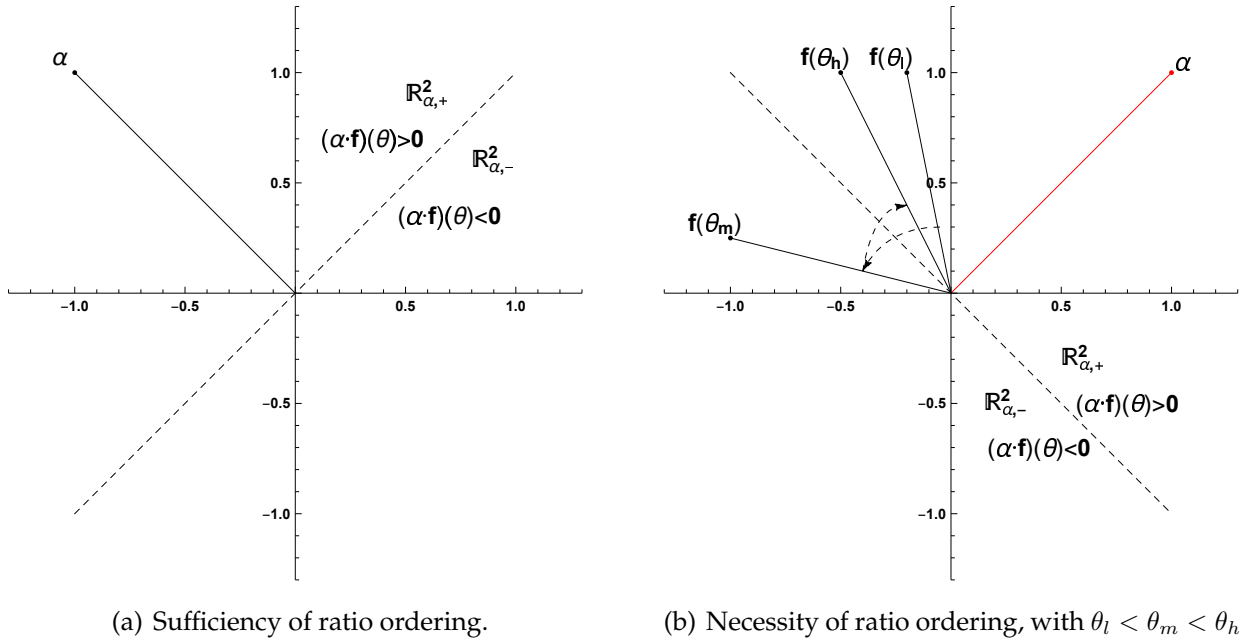 α
1.0
ℝ²α,+
(α·f)(θ)>0
ℝ²α,−
0.5
(α·f)(θ)<0
−1.0
−0.5
0.5
1.0
−0.5
−1.0
(a) Sufficiency of ratio ordering.
f(θh)
f(θl)
α
1.0
0.5
f(θm)
−1.0
−0.5
0.5
1.0
ℝ²α,+
ℝ²α,−
(α·f)(θ)>0
−0.5
(α·f)(θ)<0
−1.0
(b) Necessity of ratio ordering, with θl < θm < θh